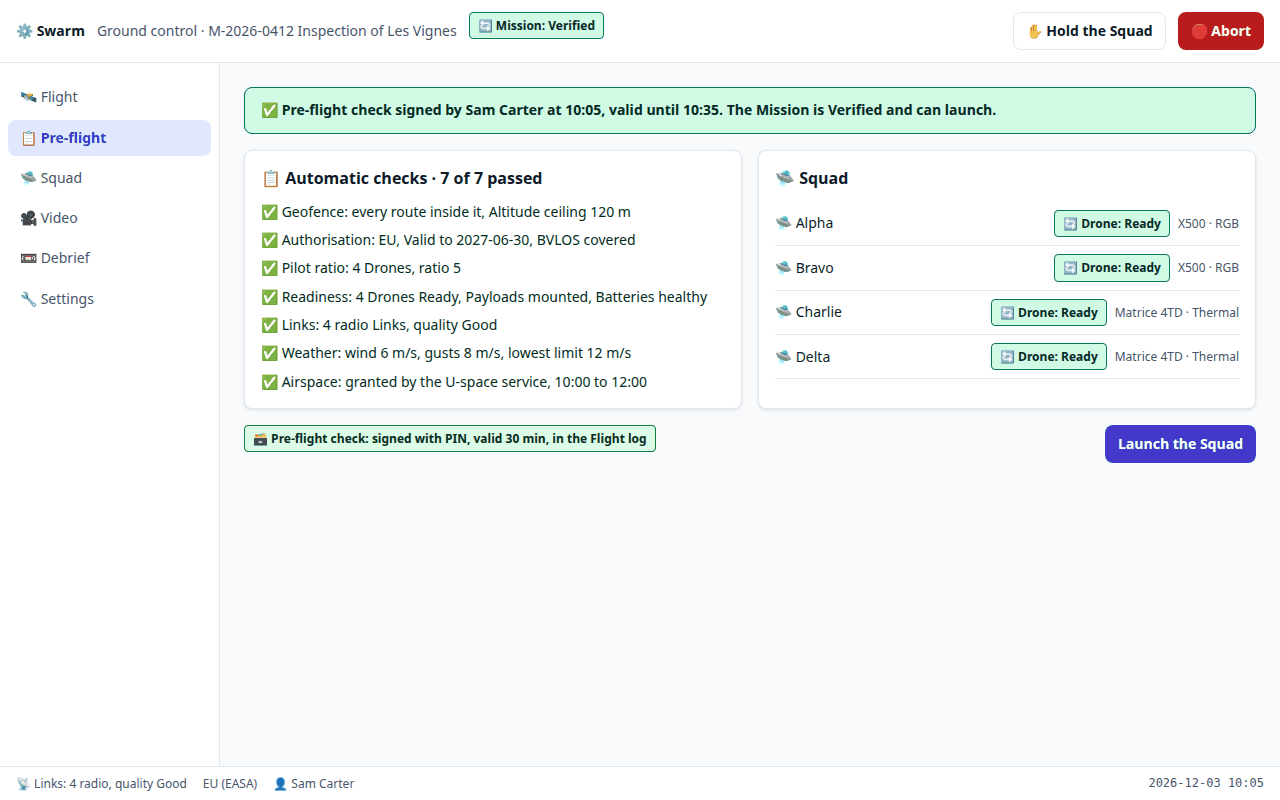 Swarm Ground control · M-2026-0412 Inspection of Les Vignes Mission: Verified Hold the Squad Abort
Flight
Pre-flight
Squad
Video
Debrief
Settings
Pre-flight check signed by Sam Carter at 10:05, valid until 10:35. The Mission is Verified and can launch.
Automatic checks · 7 of 7 passed
Geofence: every route inside it, Altitude ceiling 120 m
Authorisation: EU, Valid to 2027-06-30, BVLOS covered
Pilot ratio: 4 Drones, ratio 5
Readiness: 4 Drones Ready, Payloads mounted, Batteries healthy
Links: 4 radio Links, quality Good
Weather: wind 6 m/s, gusts 8 m/s, lowest limit 12 m/s
Airspace: granted by the U-space service, 10:00 to 12:00
Squad
Alpha Drone: Ready X500 · RGB
Bravo Drone: Ready X500 · RGB
Charlie Drone: Ready Matrice 4TD · Thermal
Delta Drone: Ready Matrice 4TD · Thermal
Pre-flight check: signed with PIN, valid 30 min, in the Flight log
Launch the Squad
Links: 4 radio, quality Good EU (EASA) Sam Carter 2026-12-03 10:05